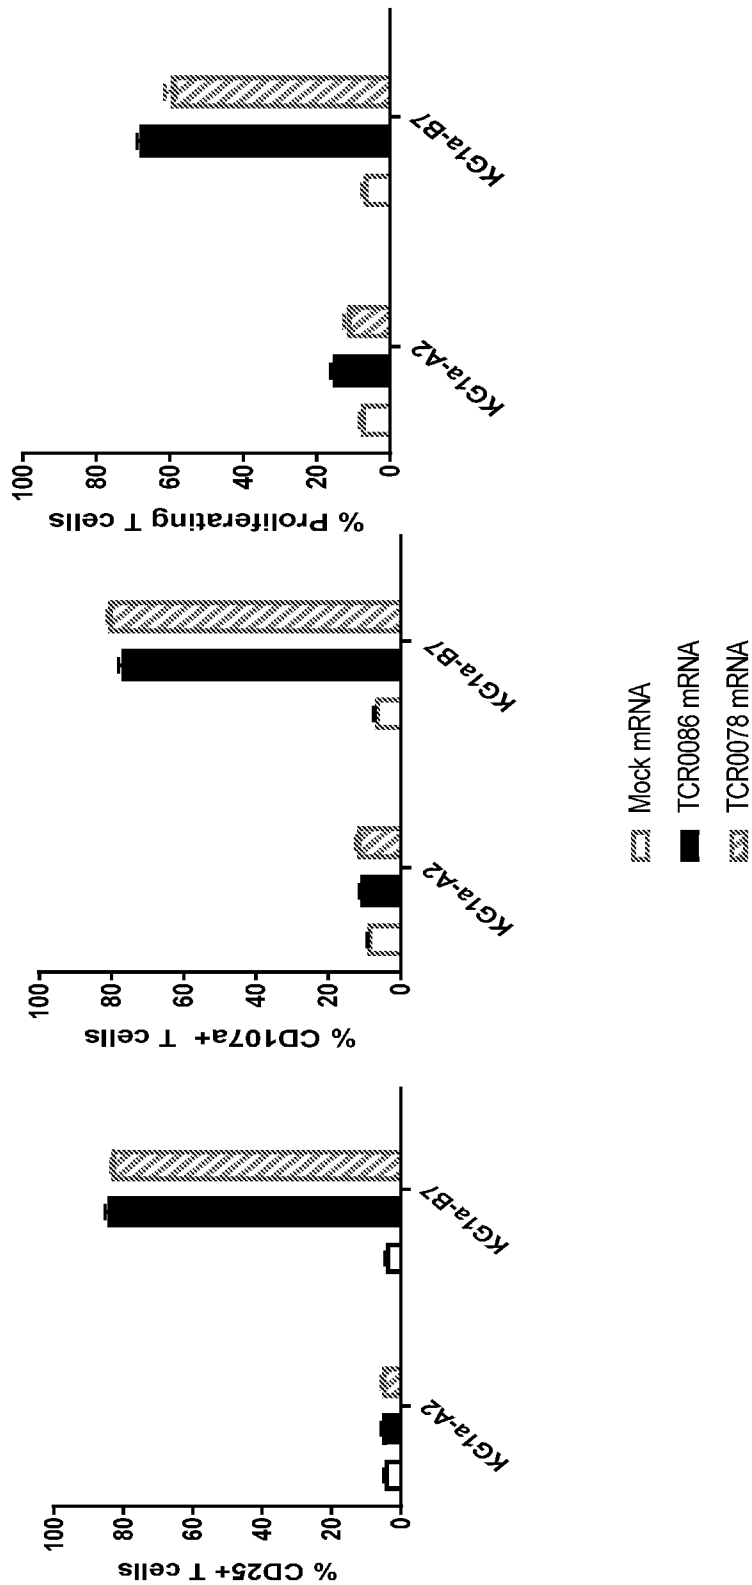 % CD25+ T cells
100
80
60
40
20
0
KG1a-A2
KG1a-B7
% CD107a+ T cells
100
80
60
40
20
0
KG1a-A2
KG1a-B7
% Proliferating T cells
100
80
60
40
20
0
KG1a-A2
KG1a-B7
Mock mRNA
TCR0086 mRNA
TCR0078 mRNA